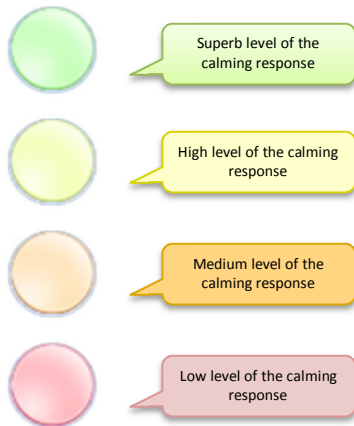 Superb level of the
calming response
High level of the calming
response
Medium level of the
calming response
Low level of the calming
response